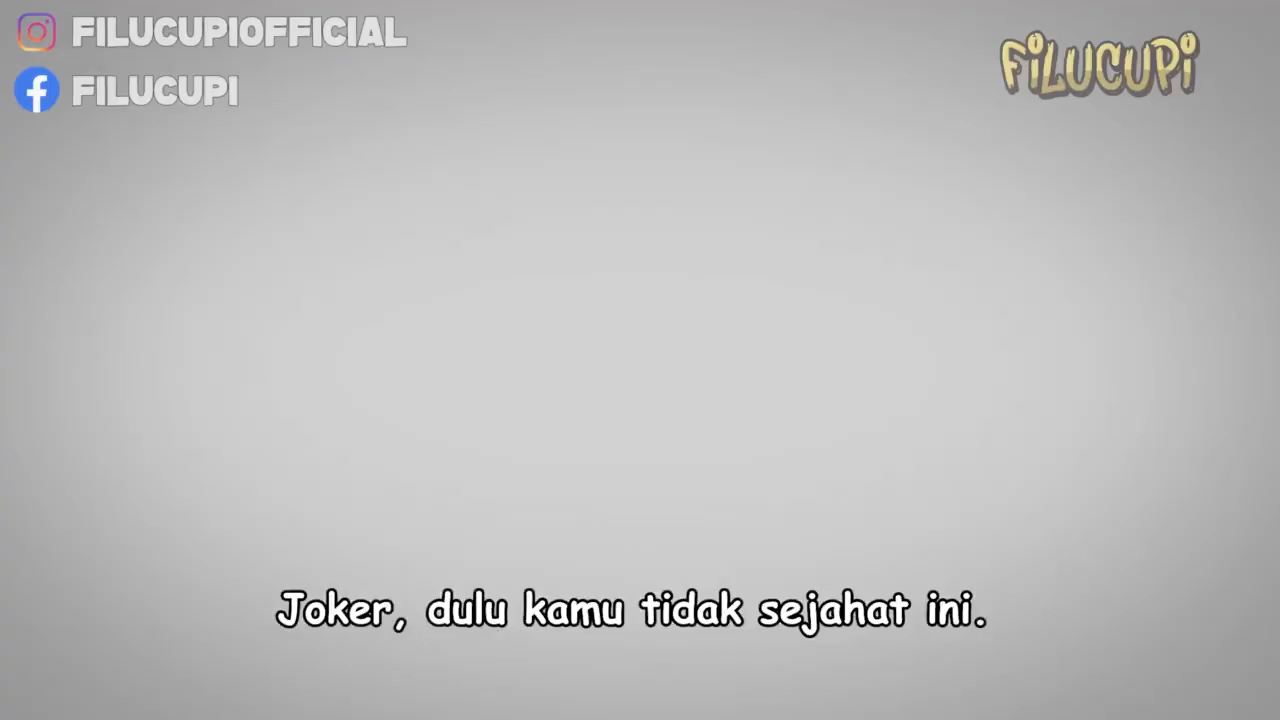 FILUCUPIOFFICIAL
FILUCUPI
FiLUCUPi
Joker, dulu kamu tidak sejahat ini.